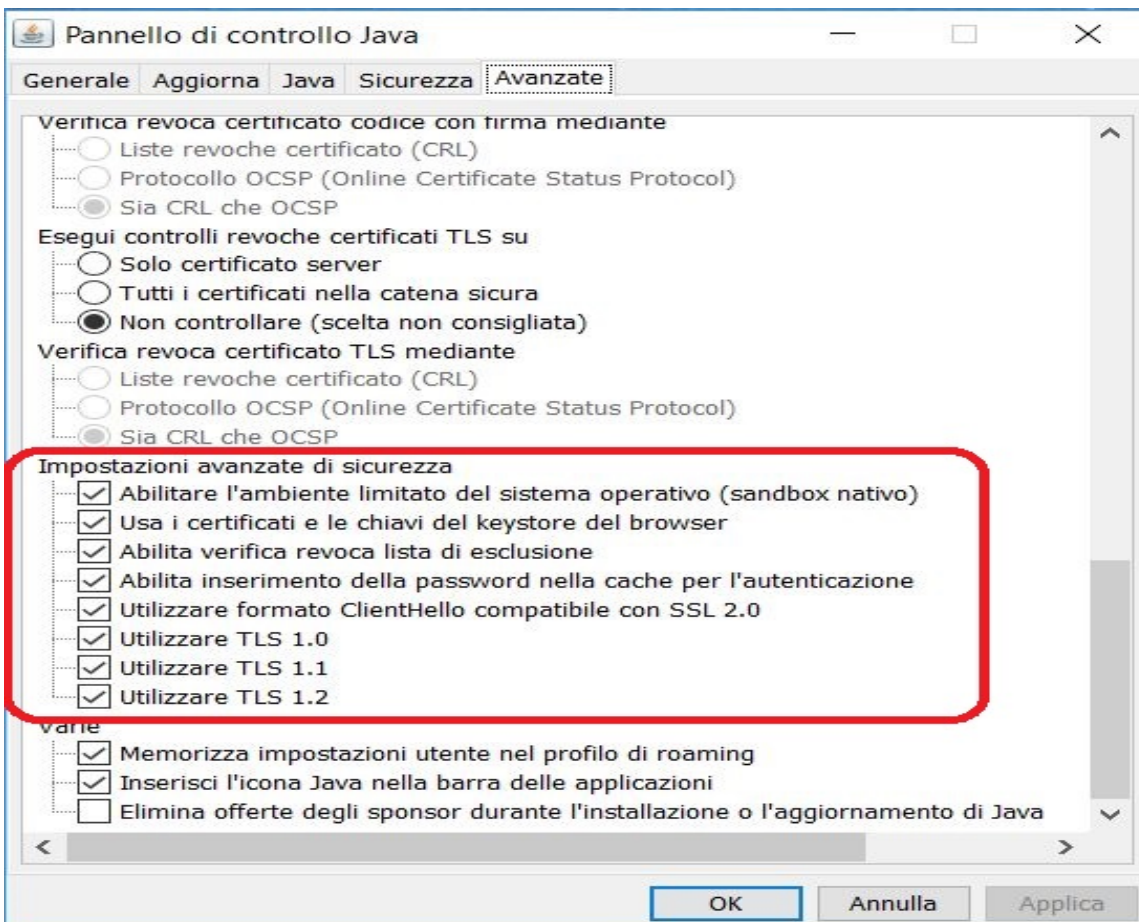 Pannello di controllo Java
Generale Aggiorna Java Sicurezza Avanzate
Verifica revoca certificato codice con firma mediante
Liste revoche certificato (CRL)
Protocollo OCSP (Online Certificate Status Protocol)
Sia CRL che OCSP
Esegui controlli revoche certificati TLS su
Solo certificato server
Tutti i certificati nella catena sicura
Non controllare (scelta non consigliata)
Verifica revoca certificato TLS mediante
Liste revoche certificato (CRL)
Protocollo OCSP (Online Certificate Status Protocol)
Sia CRL che OCSP
Impostazioni avanzate di sicurezza
Abilitare l'ambiente limitato del sistema operativo (sandbox nativo)
Usa i certificati e le chiavi del keystore del browser
Abilita verifica revoca lista di esclusione
Abilita inserimento della password nella cache per l'autenticazione
Utilizzare formato ClientHello compatibile con SSL 2.0
Utilizzare TLS 1.0
Utilizzare TLS 1.1
Utilizzare TLS 1.2
Varie
Memorizza impostazioni utente nel profilo di roaming
Inserisci l'icona Java nella barra delle applicazioni
Elimina offerte degli sponsor durante l'installazione o l'aggiornamento di Java
OK Annulla Applica